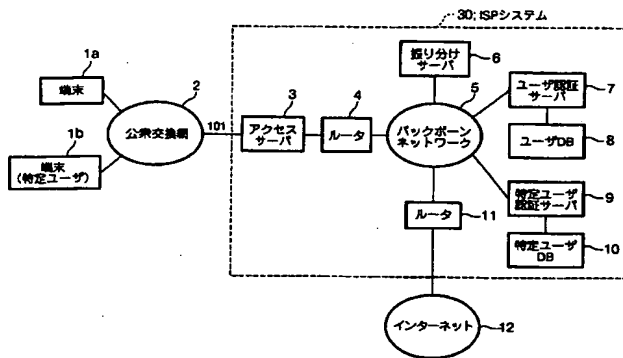 30; ISPシステム
1a
端末
2
公衆交換網
101
1b
端末
(特定ユーザ)
3
アクセス
サーバ
4
ルータ
振り分け
サーバ
6
5
バックボーン
ネットワーク
ユーザ認証
サーバ
7
ユーザDB
8
特定ユーザ
認証サーバ
9
特定ユーザ
DB
10
ルータ
11
インターネット
12